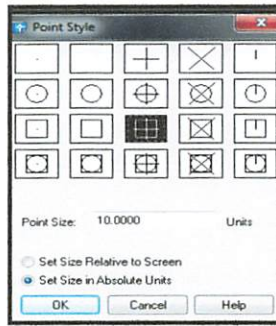 Point Style
Point Size: 10.0000 Units
Set Size Relative to Screen
Set Size in Absolute Units
OK Cancel Help